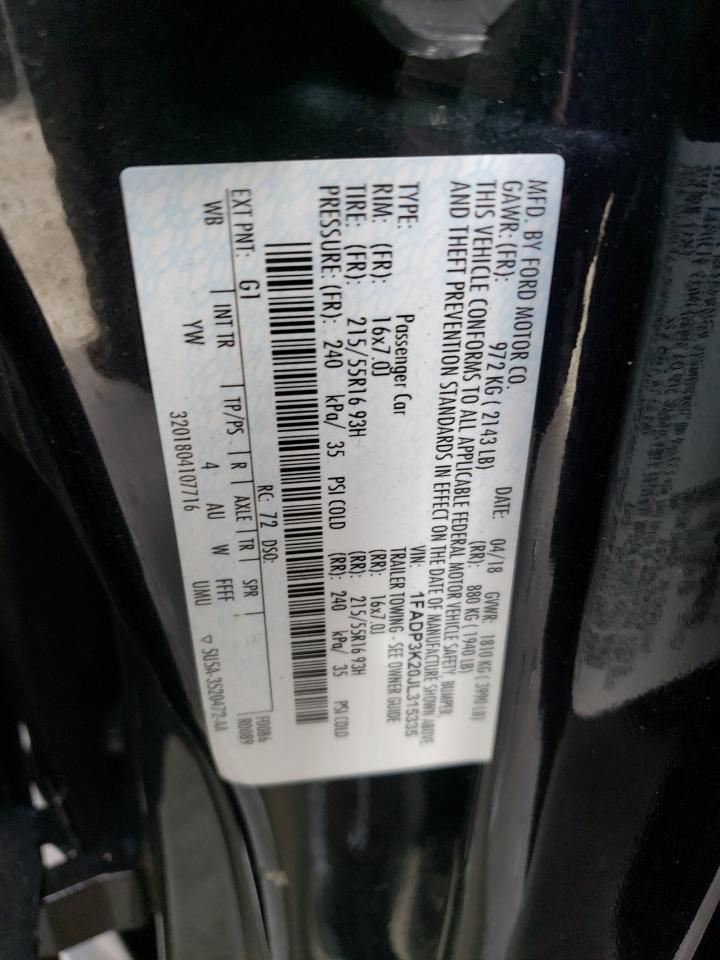 MFD. BY FORD MOTOR CO. DATE: 04/18 GVWR: 1810 KG ( 3990 LB)
GAWR: (FR): 972 KG ( 2143 LB) (RR): 880 KG ( 1940 LB)
THIS VEHICLE CONFORMS TO ALL APPLICABLE FEDERAL MOTOR VEHICLE SAFETY, BUMPER,
AND THEFT PREVENTION STANDARDS IN EFFECT ON THE DATE OF MANUFACTURE SHOWN ABOVE.
VIN: 1FADP3K20JL315335
TYPE: Passenger Car TRAILER TOWING - SEE OWNER GUIDE
RIM: (FR): 16x7.0J (RR): 16x7.0J
TIRE: (FR): 215/55R16 93H (RR): 215/55R16 93H
PRESSURE: (FR): 240 kPa/ 35 PSI COLD (RR): 240 kPa/ 35 PSI COLD
F0086
EXT PNT: G1 RC: 72 DSO: R0089
WB INT TR TP/PS R AXLE TR SPR
YW 4 AU W FFFF
UMU
3201804107716 ▽ SU5A-3520472-AA